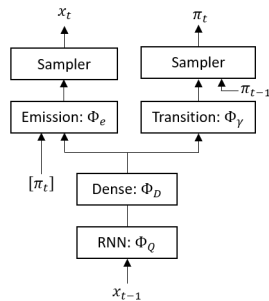 x_t π_t
Sampler Sampler
π_{t−1}
Emission: Φ_e Transition: Φ_γ
[π_t]
Dense: Φ_D
RNN: Φ_Q
x_{t−1}